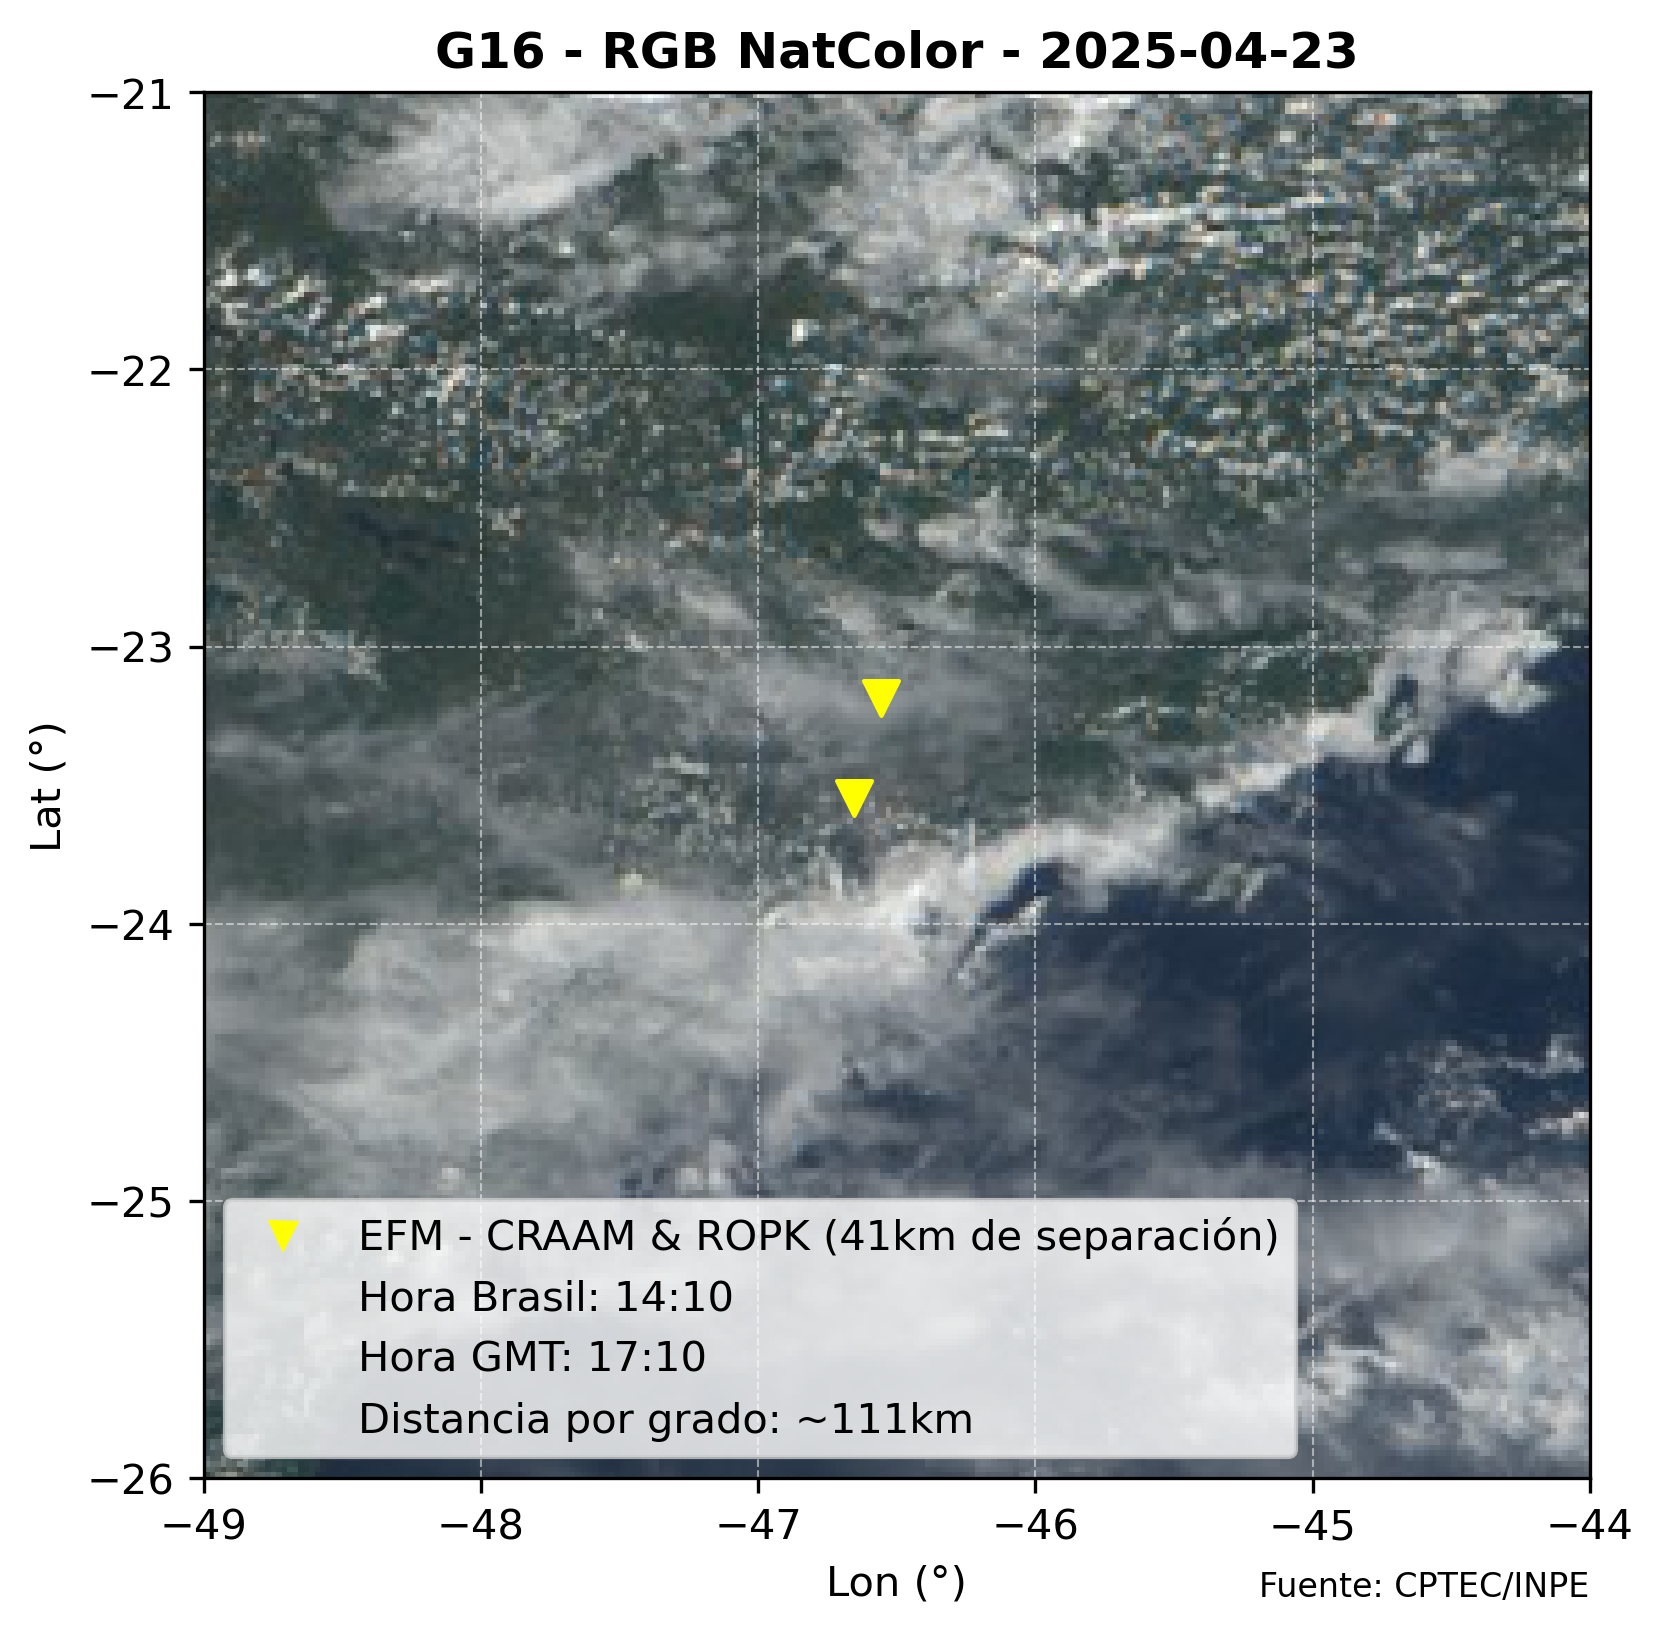 G16 - RGB NatColor - 2025-04-23
−21
−22
−23
−24
−25
−26
Lat (°)
EFM - CRAAM & ROPK (41km de separación)
Hora Brasil: 14:10
Hora GMT: 17:10
Distancia por grado: ~111km
−49 −48 −47 −46 −45 −44
Lon (°)
Fuente: CPTEC/INPE